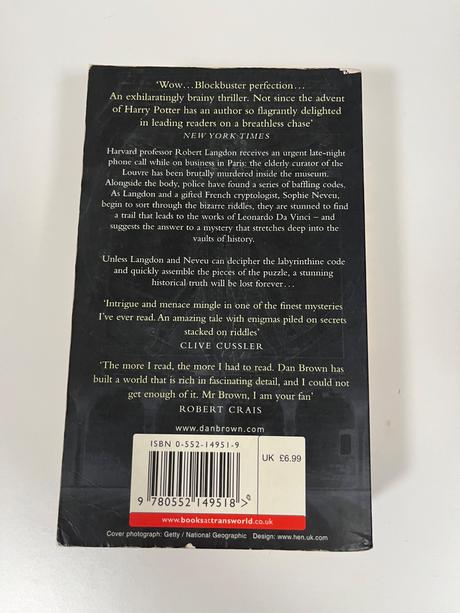 ‘Wow…Blockbuster perfection…
An exhilaratingly brainy thriller. Not since the advent
of Harry Potter has an author so flagrantly delighted
in leading readers on a breathless chase’
NEW YORK TIMES
Harvard professor Robert Langdon receives an urgent late-night
phone call while on business in Paris: the elderly curator of the
Louvre has been brutally murdered inside the museum.
Alongside the body, police have found a series of baffling codes.
As Langdon and a gifted French cryptologist, Sophie Neveu,
begin to sort through the bizarre riddles, they are stunned to find
a trail that leads to the works of Leonardo Da Vinci – and
suggests the answer to a mystery that stretches deep into the
vaults of history.
Unless Langdon and Neveu can decipher the labyrinthine code
and quickly assemble the pieces of the puzzle, a stunning
historical truth will be lost forever…
‘Intrigue and menace mingle in one of the finest mysteries
I’ve ever read. An amazing tale with enigmas piled on secrets
stacked on riddles’
CLIVE CUSSLER
‘The more I read, the more I had to read. Dan Brown has
built a world that is rich in fascinating detail, and I could not
get enough of it. Mr Brown, I am your fan’
ROBERT CRAIS
www.danbrown.com
ISBN 0-552-14951-9
UK £6.99
9 780552 149518 >
www.booksattransworld.co.uk
Cover photograph: Getty / National Geographic Design: www.hen.uk.com